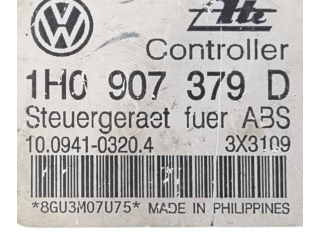 Ate
Controller
1H0 907 379 D
Steuergeraet fuer ABS
10.0941-0320.4 3X3109
*8GU3M07U75* MADE IN PHILIPPINES